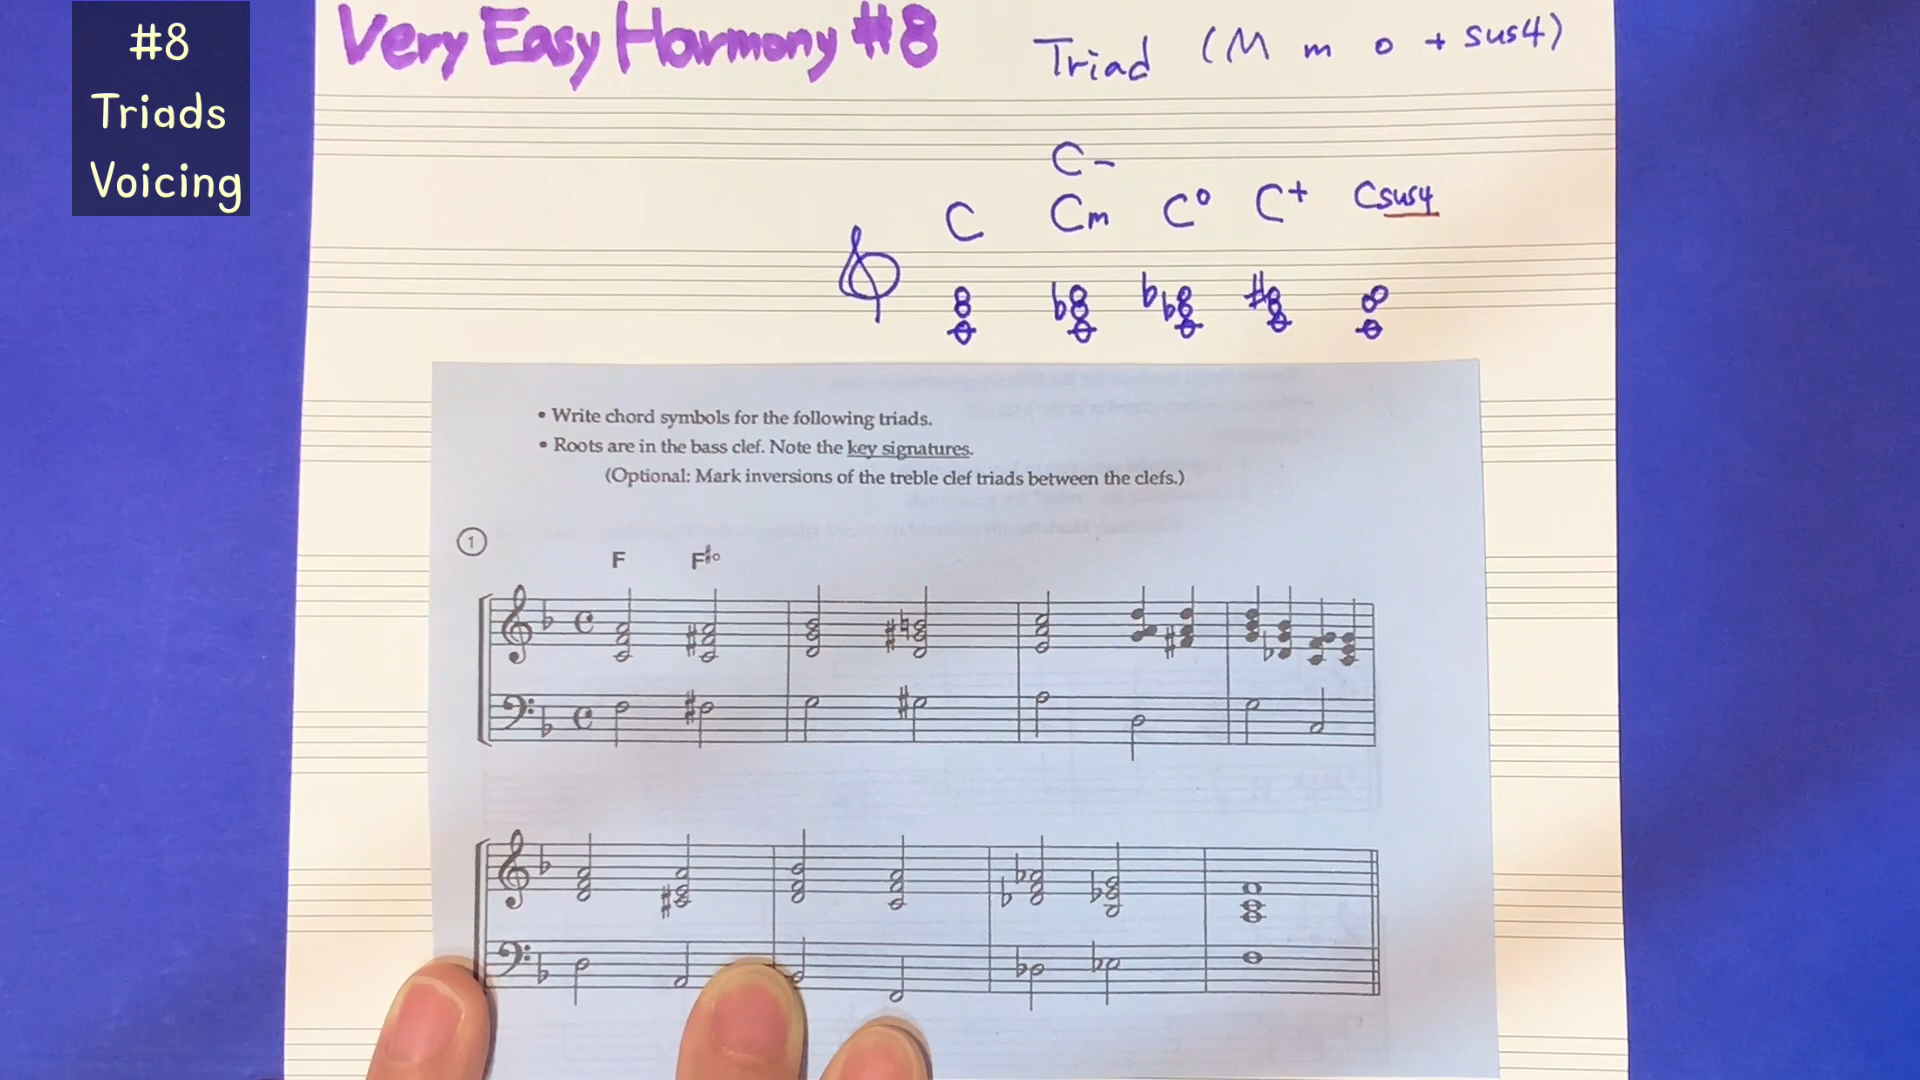 #8
Triads
Voicing
Very Easy Harmony #8
Triad (M m o + sus4)
C-
C Cm C° C+ Csus4
• Write chord symbols for the following triads.
• Roots are in the bass clef. Note the key signatures.
(Optional: Mark inversions of the treble clef triads between the clefs.)
1
F F#°